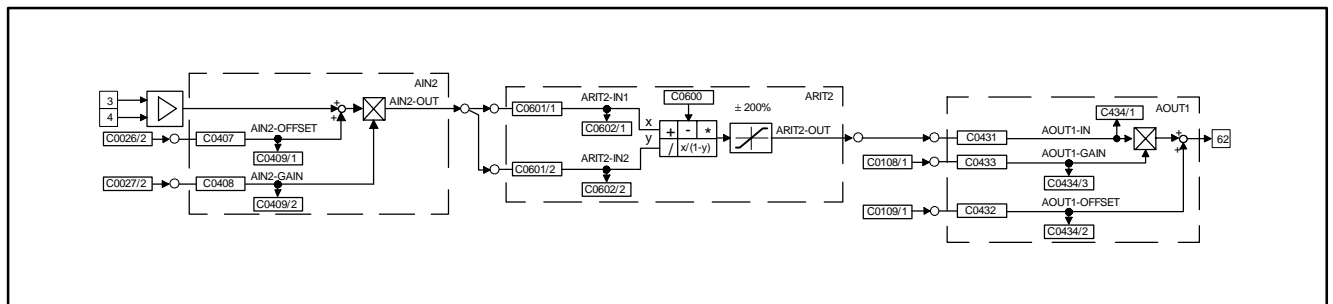 3
4
C0026/2
C0407
AIN2-OFFSET
C0409/1
C0027/2
C0408
AIN2-GAIN
C0409/2
+
+
AIN2
AIN2-OUT
C0601/1
ARIT2-IN1
C0602/1
C0601/2
ARIT2-IN2
C0602/2
x
y
C0600
+ - *
/ x/(1-y)
± 200%
ARIT2
ARIT2-OUT
C0108/1
C0109/1
C0431
AOUT1-IN
C434/1
C0433
AOUT1-GAIN
C0434/3
C0432
AOUT1-OFFSET
C0434/2
AOUT1
+
+
62